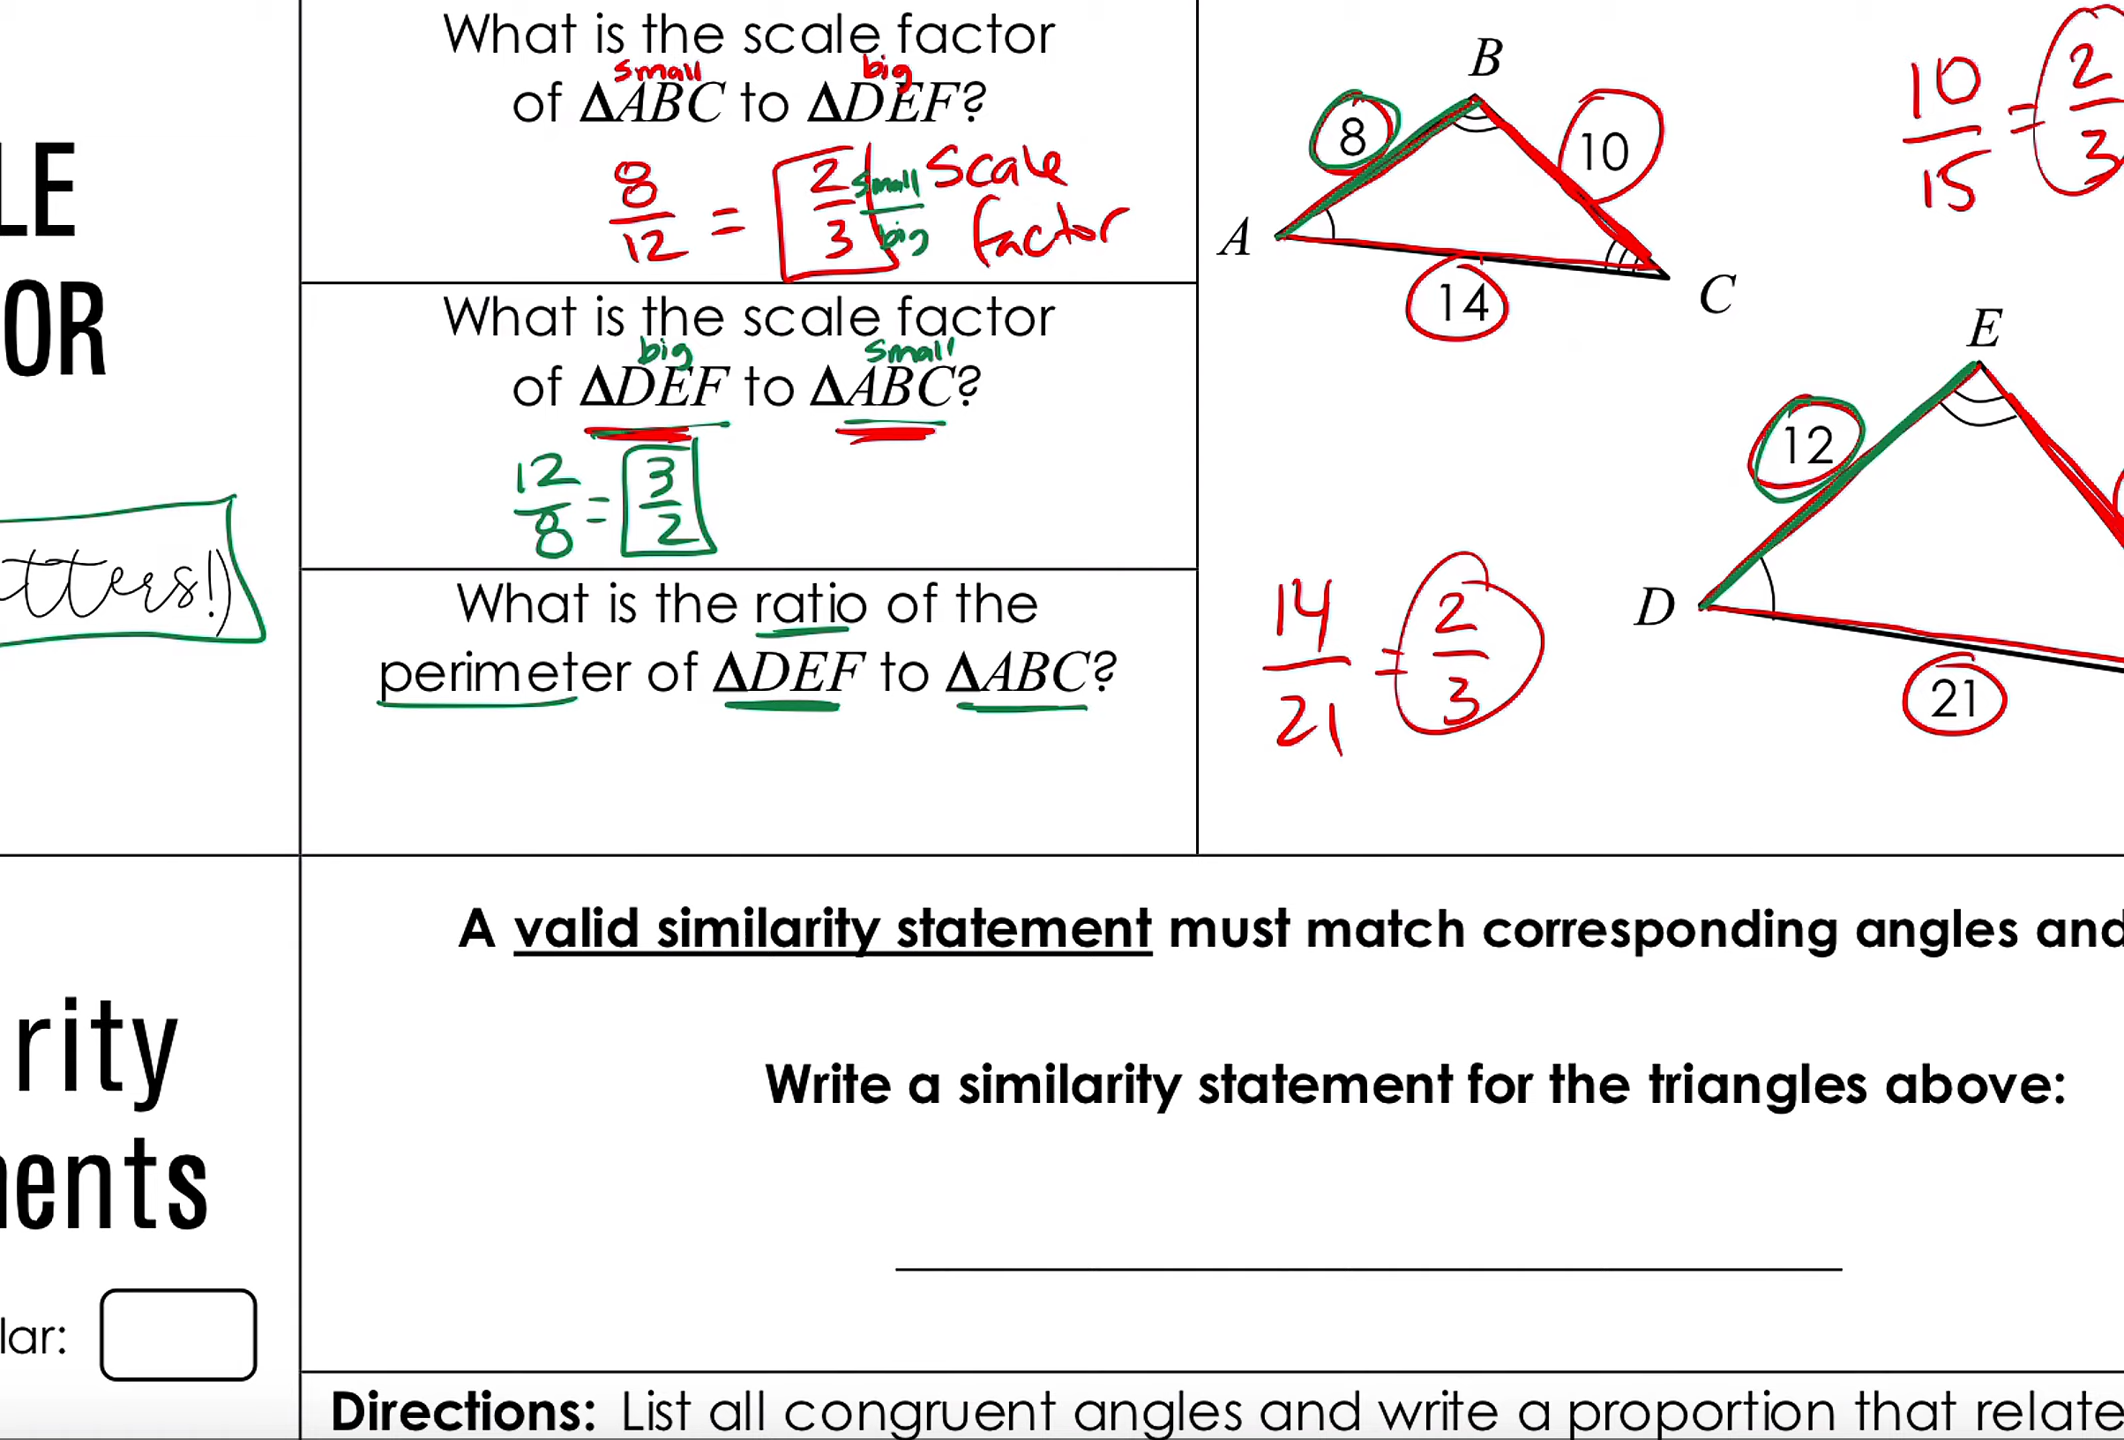 What is the scale factor
small big
of ΔABC to ΔDEF?
8/12 = 2/3 small/big Scale factor
What is the scale factor
big small
of ΔDEF to ΔABC?
12/8 = 3/2
What is the ratio of the
perimeter of ΔDEF to ΔABC?
LE
OR
tters!)
B
8
10
A
14
C
10/15 = 2/3
E
12
D
21
14/21 = 2/3
rity
ents
lar:
A valid similarity statement must match corresponding angles and
Write a similarity statement for the triangles above:
Directions: List all congruent angles and write a proportion that relate